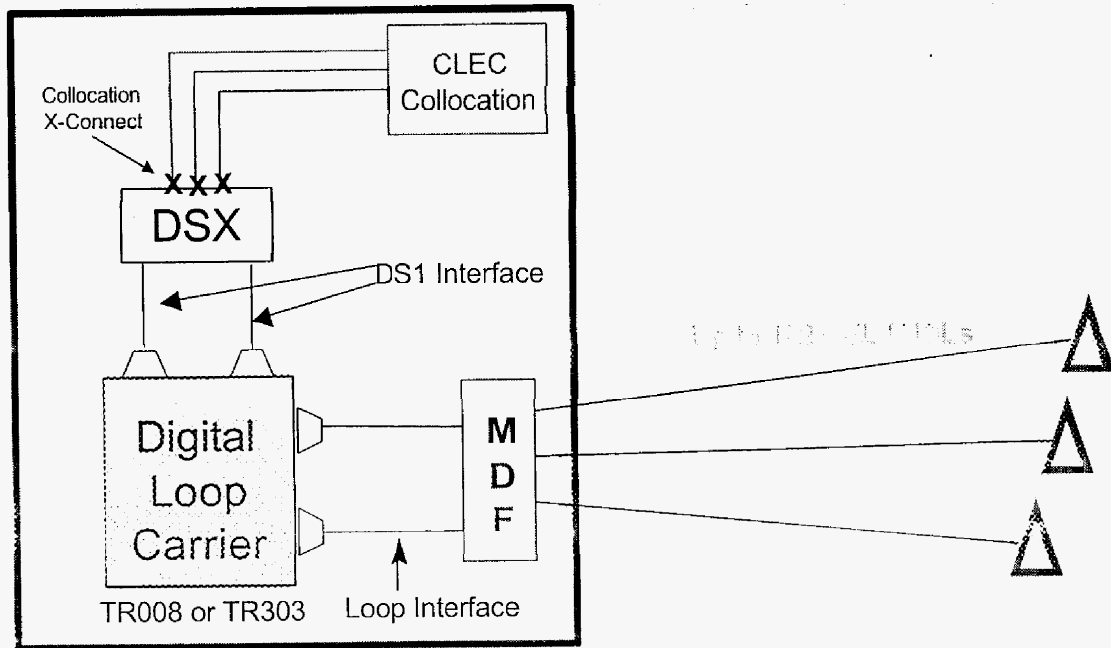 CLEC
Collocation
Collocation
X-Connect
X X X
DSX
DS1 Interface
Digital
Loop
Carrier
M
D
F
TR008 or TR303
Loop Interface